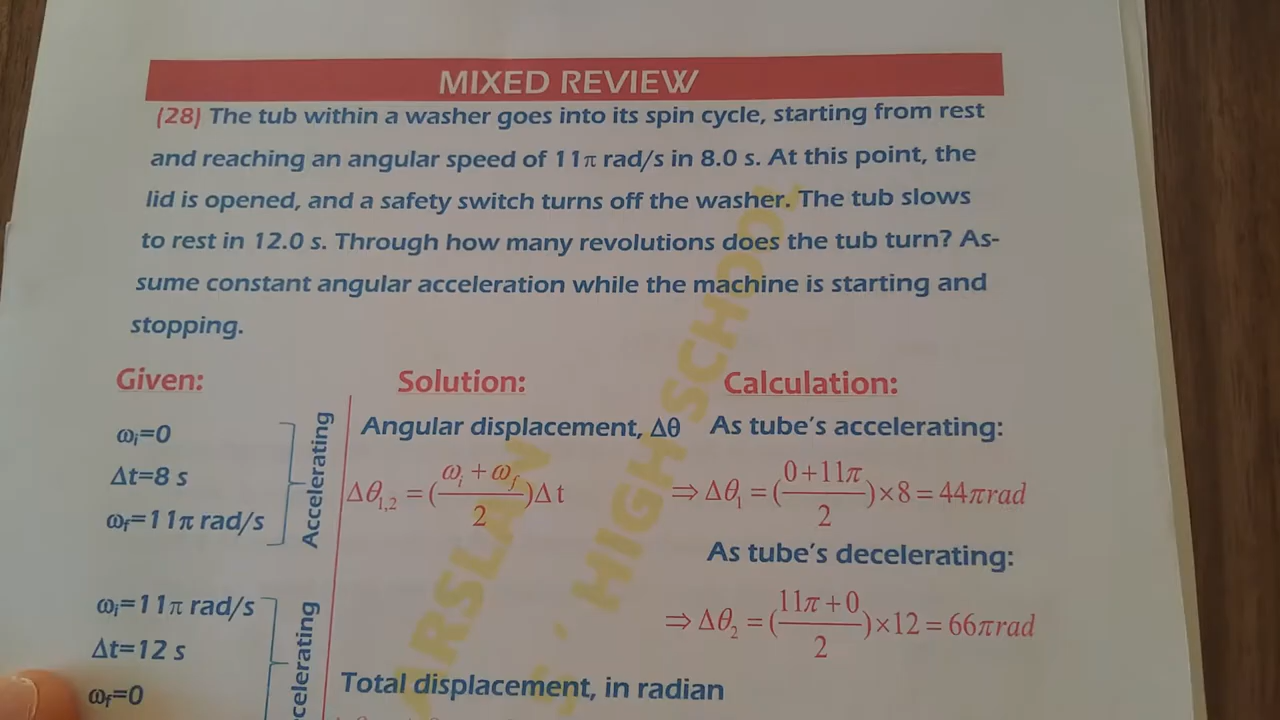 MIXED REVIEW
(28) The tub within a washer goes into its spin cycle, starting from rest
and reaching an angular speed of 11π rad/s in 8.0 s. At this point, the
lid is opened, and a safety switch turns off the washer. The tub slows
to rest in 12.0 s. Through how many revolutions does the tub turn? As-
sume constant angular acceleration while the machine is starting and
stopping.
Given:
ωi=0
Δt=8 s
ωf=11π rad/s
Accelerating
ωi=11π rad/s
Δt=12 s
ωf=0
celerating
Solution:
Angular displacement, Δθ
Δθ1,2 = (ωi + ωf / 2)Δt
Total displacement, in radian
Calculation:
As tube's accelerating:
⇒ Δθ1 = (0+11π / 2)×8 = 44πrad
As tube's decelerating:
⇒ Δθ2 = (11π+0 / 2)×12 = 66πrad
ARSLAN
HIGH SCHOOL